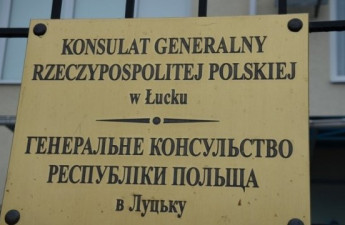 KONSULAT GENERALNY
RZECZYPOSPOLITEJ POLSKIEJ
w Łucku
ГЕНЕРАЛЬНЕ КОНСУЛЬСТВО
РЕСПУБЛІКИ ПОЛЬЩА
в Луцьку